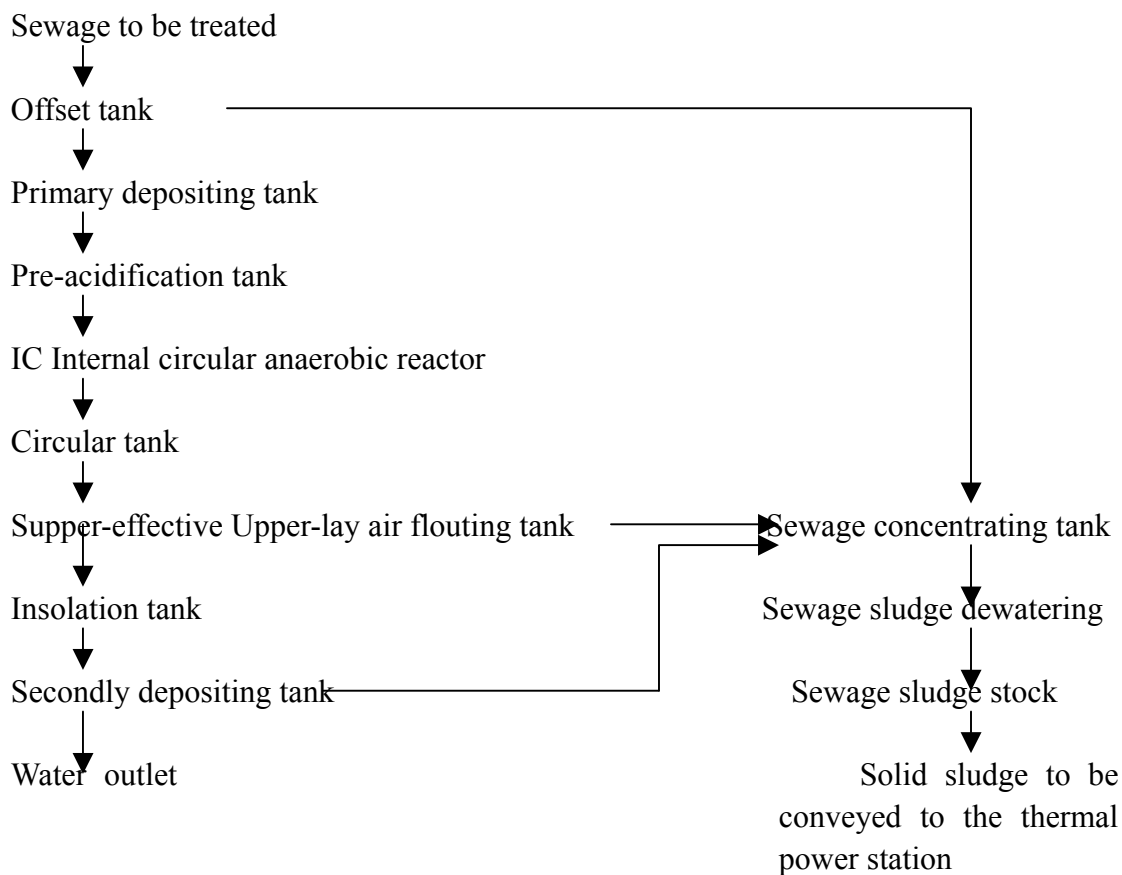 Sewage to be treated
Offset tank
Primary depositing tank
Pre-acidification tank
IC Internal circular anaerobic reactor
Circular tank
Supper-effective Upper-lay air flouting tank
Insolation tank
Secondly depositing tank
Water outlet
Sewage concentrating tank
Sewage sludge dewatering
Sewage sludge stock
Solid sludge to be
conveyed to the thermal
power station